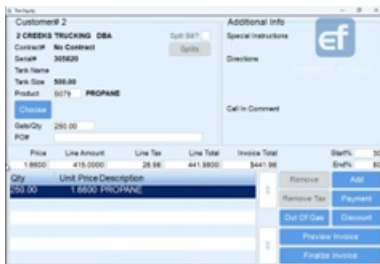 Customer# 2
2 CREEKS TRUCKING DBA
Split Bill?
Contract# No Contract
Splits
Serial# 305820
Tank Name
Tank Size 500.00
Product 5079 PROPANE
Choose
Gals/Qty 250.00
PO#
Additional Info
Special Instructions
ef
Directions
Call In Comment
Price Line Amount Line Tax Line Total Invoice Total Start%
1.6600 415.0000 26.98 441.9800 $441.98 End%
Qty Unit Price Description
250.00 1.6600 PROPANE
Remove Add
Remove Tax Payment
Out Of Gas Discount
Preview Invoice
Finalize Invoice